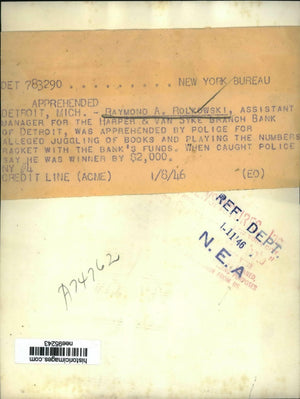 DET 783290 . . . . . . . . . . . . NEW YORK BUREAU
APPREHENDED
DETROIT, MICH. - RAYMOND A. ROLKOWSKI, ASSISTANT
MANAGER FOR THE HARPER & VAN DYKE BRANCH BANK
OF DETROIT, WAS APPREHENDED BY POLICE FOR
ALLEGED JUGGLING OF BOOKS AND PLAYING THE NUMBERS
RACKET WITH THE BANK'S FUNDS. WHEN CAUGHT POLICE
SAY HE WAS WINNER BY $2,000.
NY
CREDIT LINE (ACME) 1/8/46 (EO)
REF. DEPT.
1-11-46
N.E.A.
A74762
historicimages.com
nee95243